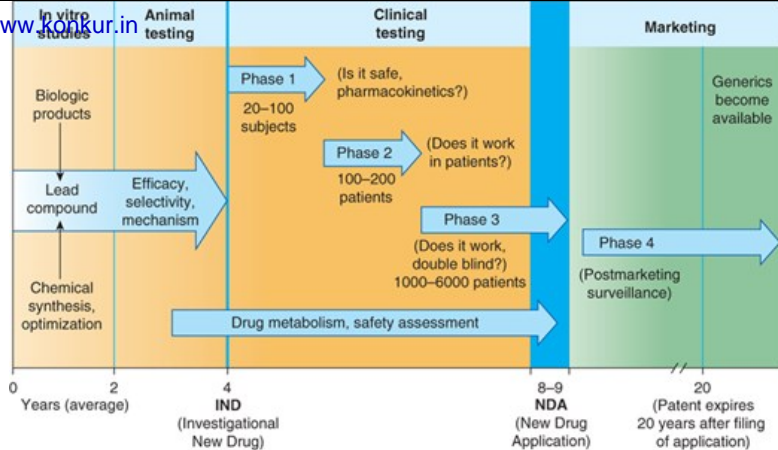 www.konkur.in
In vitro
studies
Animal
testing
Clinical
testing
Marketing
Biologic
products
Lead
compound
Chemical
synthesis,
optimization
Efficacy,
selectivity,
mechanism
Phase 1
(Is it safe,
pharmacokinetics?)
20–100
subjects
Phase 2
(Does it work
in patients?)
100–200
patients
Phase 3
(Does it work,
double blind?)
1000–6000 patients
Drug metabolism, safety assessment
Generics
become
available
Phase 4
(Postmarketing
surveillance)
0
2
4
8–9
20
Years (average)
IND
(Investigational
New Drug)
NDA
(New Drug
Application)
(Patent expires
20 years after filing
of application)